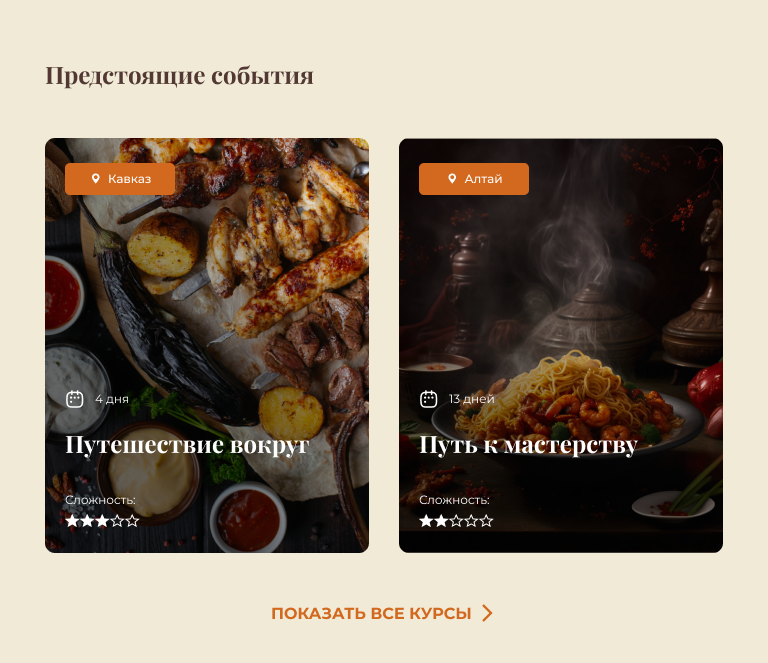 Предстоящие события
Кавказ
4 дня
Путешествие вокруг
Сложность:
Алтай
13 дней
Путь к мастерству
Сложность:
ПОКАЗАТЬ ВСЕ КУРСЫ